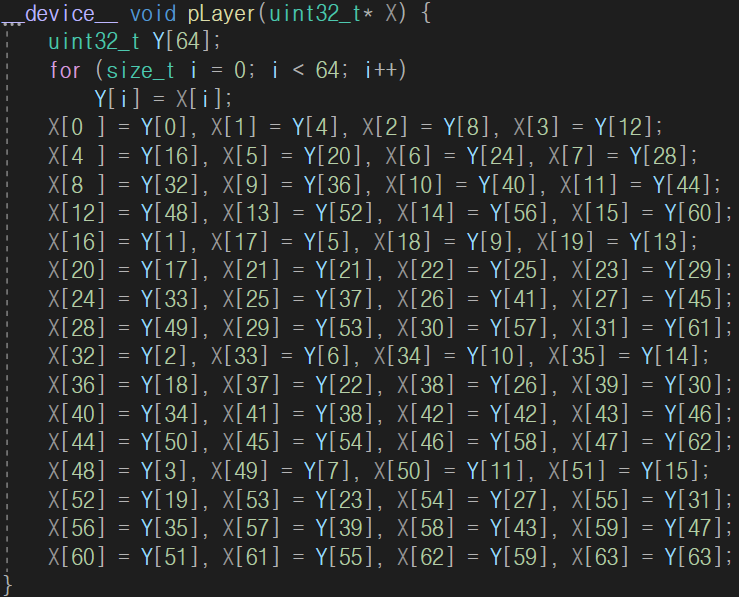 __device__ void pLayer(uint32_t* X) {
    uint32_t Y[64];
    for (size_t i = 0; i < 64; i++)
        Y[i] = X[i];
    X[0 ] = Y[0], X[1] = Y[4], X[2] = Y[8], X[3] = Y[12];
    X[4 ] = Y[16], X[5] = Y[20], X[6] = Y[24], X[7] = Y[28];
    X[8 ] = Y[32], X[9] = Y[36], X[10] = Y[40], X[11] = Y[44];
    X[12] = Y[48], X[13] = Y[52], X[14] = Y[56], X[15] = Y[60];
    X[16] = Y[1], X[17] = Y[5], X[18] = Y[9], X[19] = Y[13];
    X[20] = Y[17], X[21] = Y[21], X[22] = Y[25], X[23] = Y[29];
    X[24] = Y[33], X[25] = Y[37], X[26] = Y[41], X[27] = Y[45];
    X[28] = Y[49], X[29] = Y[53], X[30] = Y[57], X[31] = Y[61];
    X[32] = Y[2], X[33] = Y[6], X[34] = Y[10], X[35] = Y[14];
    X[36] = Y[18], X[37] = Y[22], X[38] = Y[26], X[39] = Y[30];
    X[40] = Y[34], X[41] = Y[38], X[42] = Y[42], X[43] = Y[46];
    X[44] = Y[50], X[45] = Y[54], X[46] = Y[58], X[47] = Y[62];
    X[48] = Y[3], X[49] = Y[7], X[50] = Y[11], X[51] = Y[15];
    X[52] = Y[19], X[53] = Y[23], X[54] = Y[27], X[55] = Y[31];
    X[56] = Y[35], X[57] = Y[39], X[58] = Y[43], X[59] = Y[47];
    X[60] = Y[51], X[61] = Y[55], X[62] = Y[59], X[63] = Y[63];
}